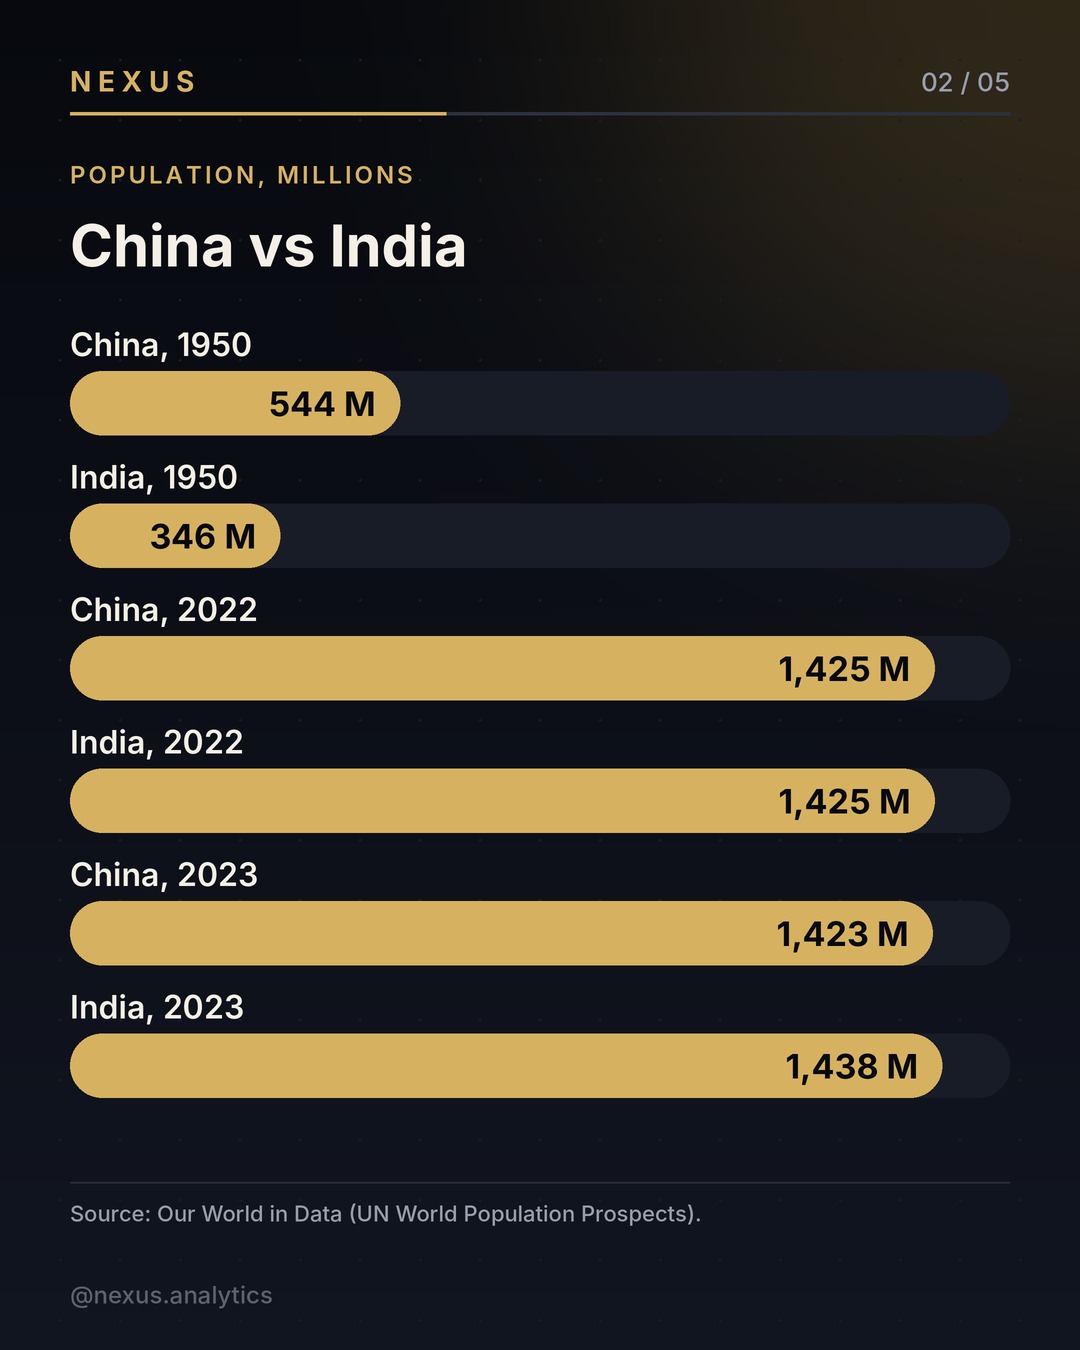 NEXUS
02 / 05
POPULATION, MILLIONS
China vs India
China, 1950
544 M
India, 1950
346 M
China, 2022
1,425 M
India, 2022
1,425 M
China, 2023
1,423 M
India, 2023
1,438 M
Source: Our World in Data (UN World Population Prospects).
@nexus.analytics